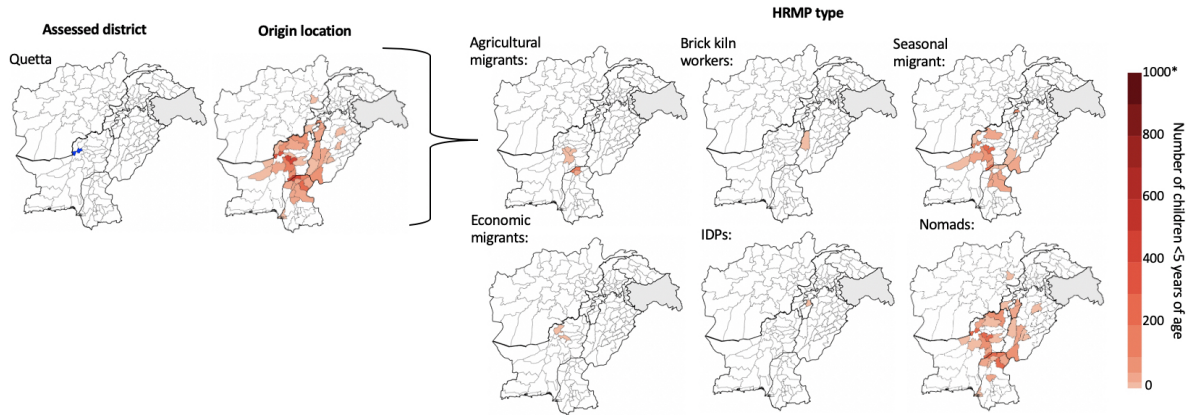 HRMP type
Assessed district
Origin location
Quetta
Agricultural
migrants:
Brick kiln
workers:
Seasonal
migrant:
Economic
migrants:
IDPs:
Nomads:
1000*
800
600
400
200
0
Number of children <5 years of age